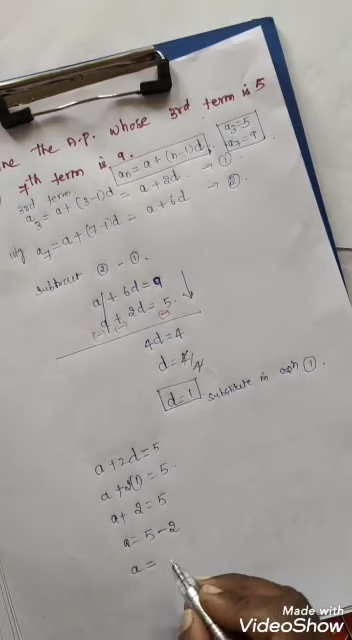 ne the A.P. whose 3rd term is 5
7th term is 9.
an = a + (n-1)d
a3 = 5
a7 = 9
3rd term
a3 = a + (3-1)d = a + 2d → ①
lly a7 = a + (7-1)d = a + 6d → ②
Subtract ② - ①.
a + 6d = 9
a + 2d = 5
(-) (-) (-)
4d = 4
d = 4/4
d = 1 substitute in eqn ①.
a + 2d = 5
a + 2(1) = 5
a + 2 = 5
a = 5 - 2
a =
Made with
VideoShow